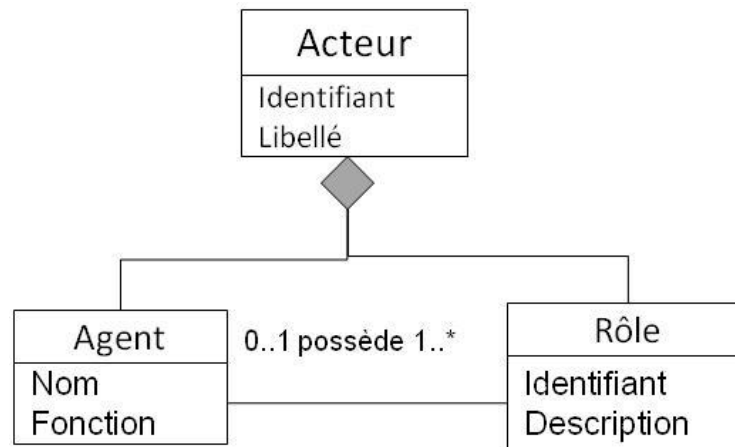 Acteur
Identifiant
Libellé
Agent
Nom
Fonction
0..1 possède 1..*
Rôle
Identifiant
Description